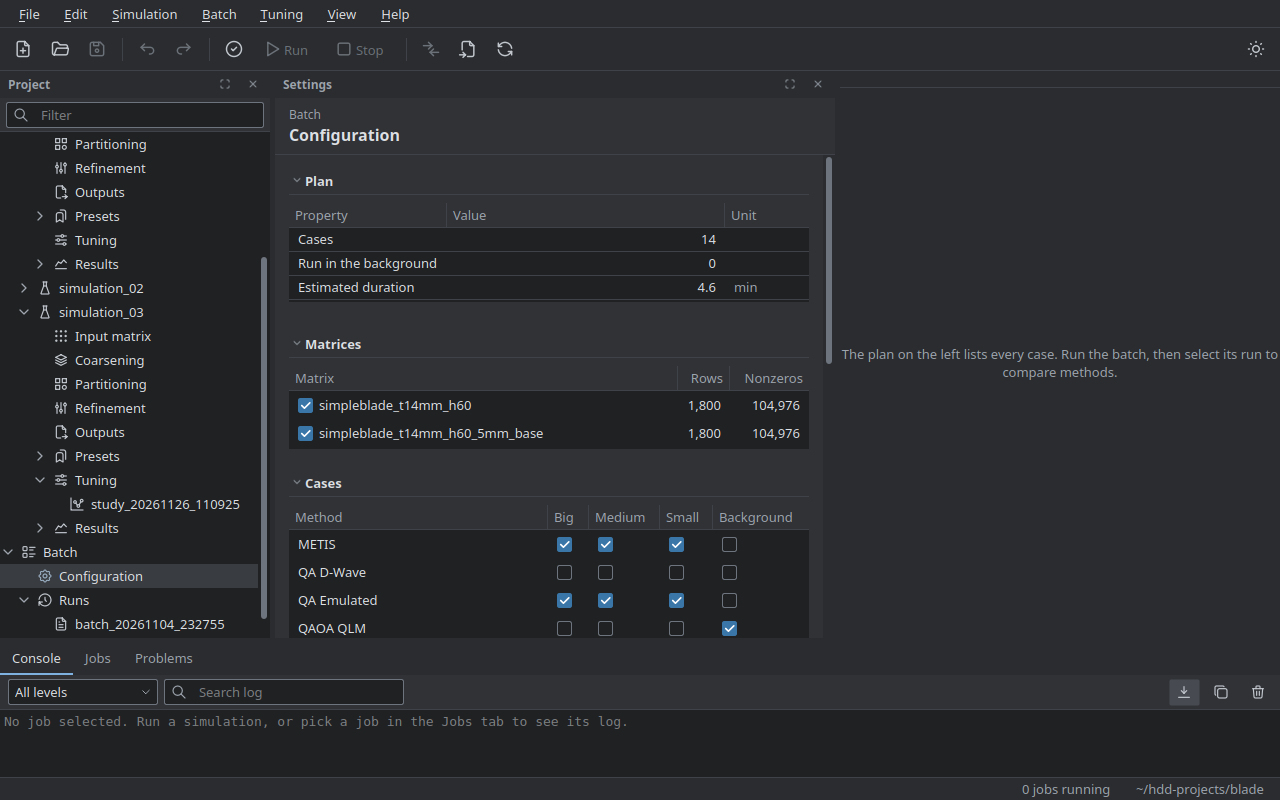 File Edit Simulation Batch Tuning View Help
Run Stop
Project
Filter
Partitioning
Refinement
Outputs
Presets
Tuning
Results
simulation_02
simulation_03
Input matrix
Coarsening
Partitioning
Refinement
Outputs
Presets
Tuning
study_20261126_110925
Results
Batch
Configuration
Runs
batch_20261104_232755
Settings
Batch
Configuration
Plan
Property Value Unit
Cases 14
Run in the background 0
Estimated duration 4.6 min
Matrices
Matrix Rows Nonzeros
simpleblade_t14mm_h60 1,800 104,976
simpleblade_t14mm_h60_5mm_base 1,800 104,976
Cases
Method Big Medium Small Background
METIS
QA D-Wave
QA Emulated
QAOA QLM
The plan on the left lists every case. Run the batch, then select its run to
compare methods.
Console Jobs Problems
All levels Search log
No job selected. Run a simulation, or pick a job in the Jobs tab to see its log.
0 jobs running ~/hdd-projects/blade